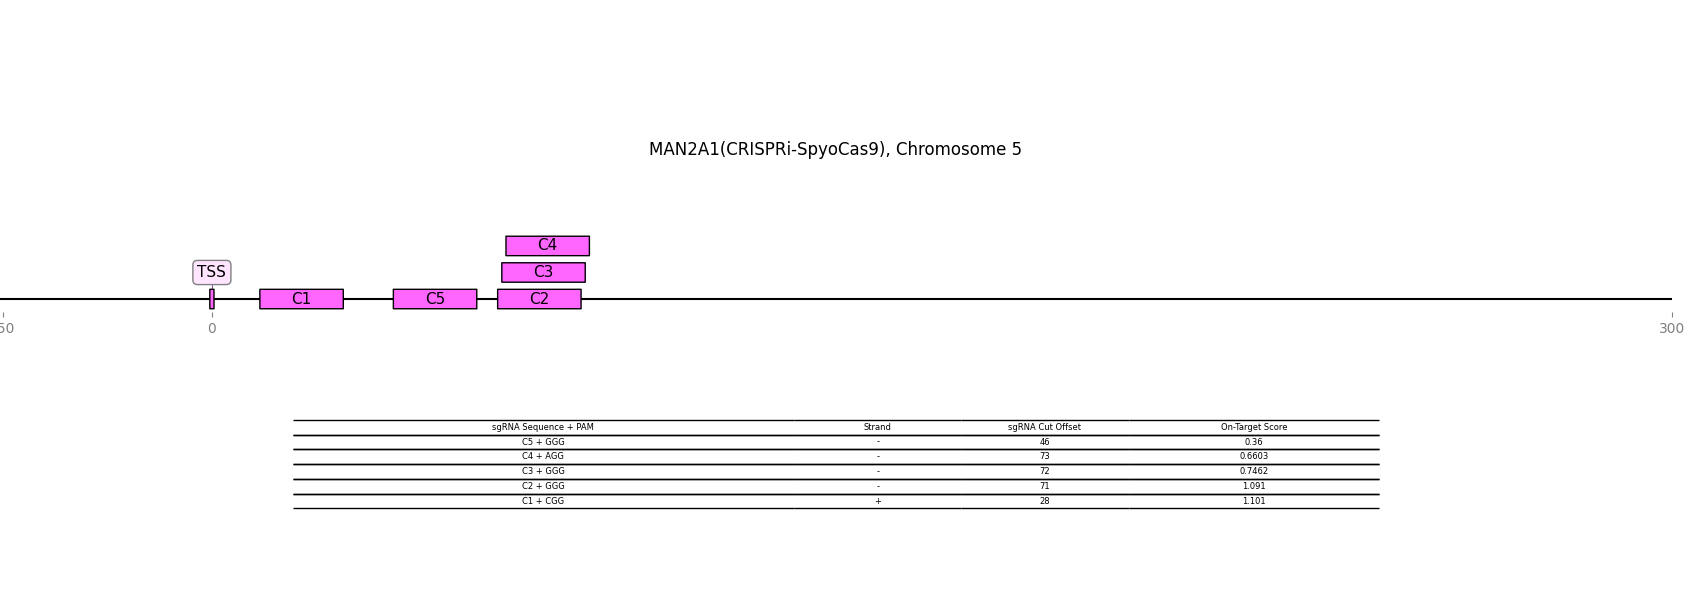 MAN2A1(CRISPRi-SpyoCas9), Chromosome 5
C4
TSS C3
C1 C5 C2
50 0 300
sgRNA Sequence + PAM Strand sgRNA Cut Offset On-Target Score
C5 + GGG - 46 0.36
C4 + AGG - 73 0.6603
C3 + GGG - 72 0.7462
C2 + GGG - 71 1.091
C1 + CGG + 28 1.101